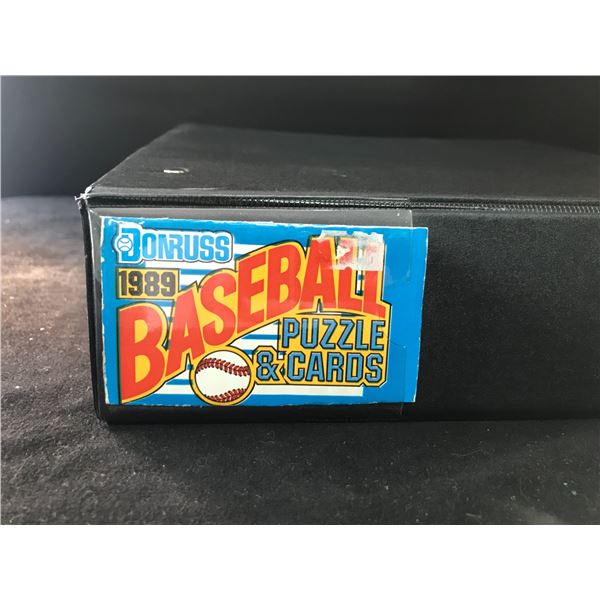 DONRUSS
1989
BASEBALL
PUZZLE
& CARDS